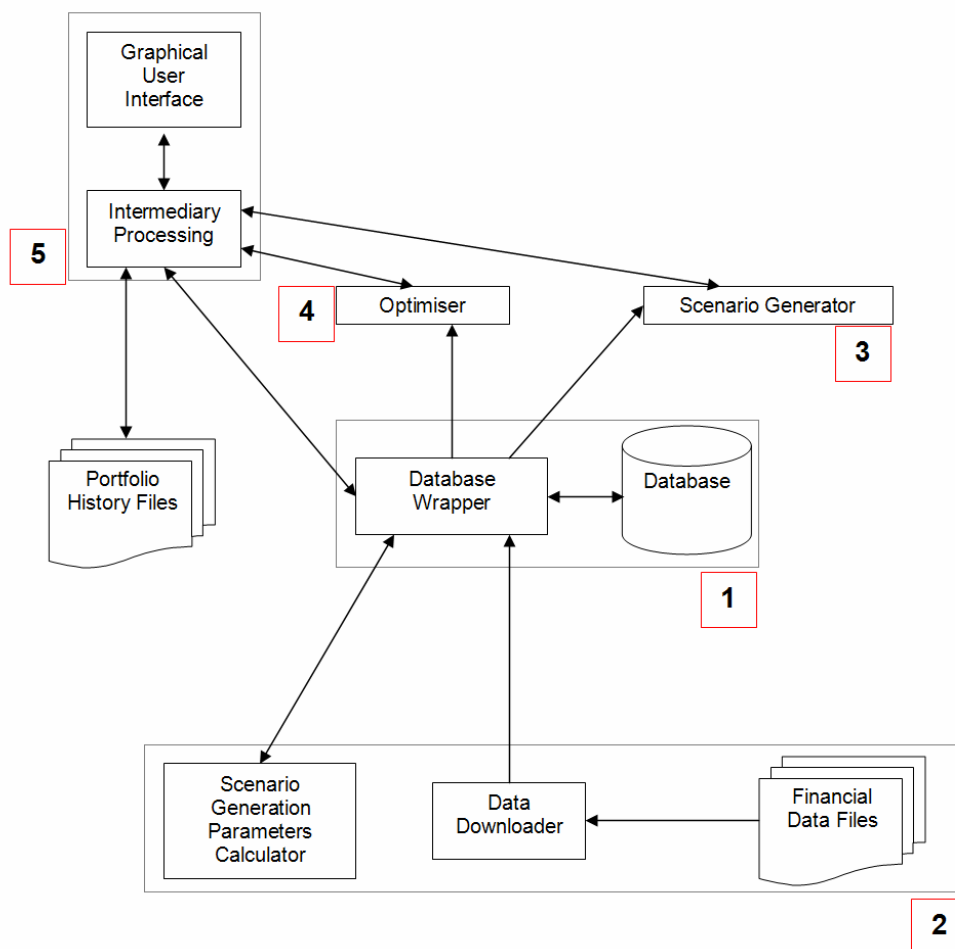 Graphical
User
Interface
Intermediary
Processing
5
4
Optimiser
Scenario Generator
3
Portfolio
History Files
Database
Wrapper
Database
1
Scenario
Generation
Parameters
Calculator
Data
Downloader
Financial
Data Files
2